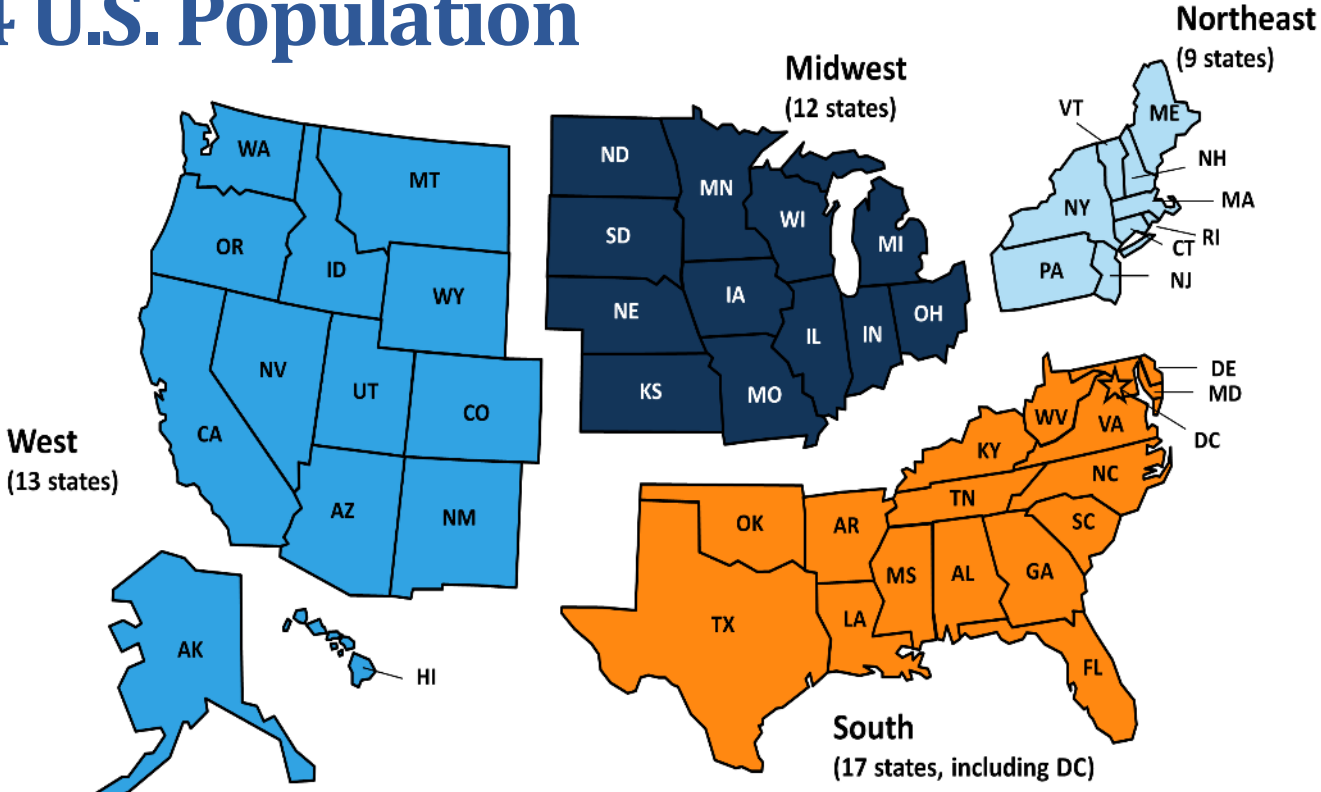 4 U.S. Population
Northeast
(9 states)
Midwest
(12 states)
West
(13 states)
South
(17 states, including DC)
WA
MT
OR
ID
WY
NV
UT
CO
CA
AZ
NM
AK
HI
ND
MN
SD
WI
MI
NE
IA
IL
IN
OH
KS
MO
VT
ME
NH
MA
NY
RI
CT
PA
NJ
DE
MD
DC
WV
VA
KY
NC
TN
SC
OK
AR
MS
AL
GA
TX
LA
FL